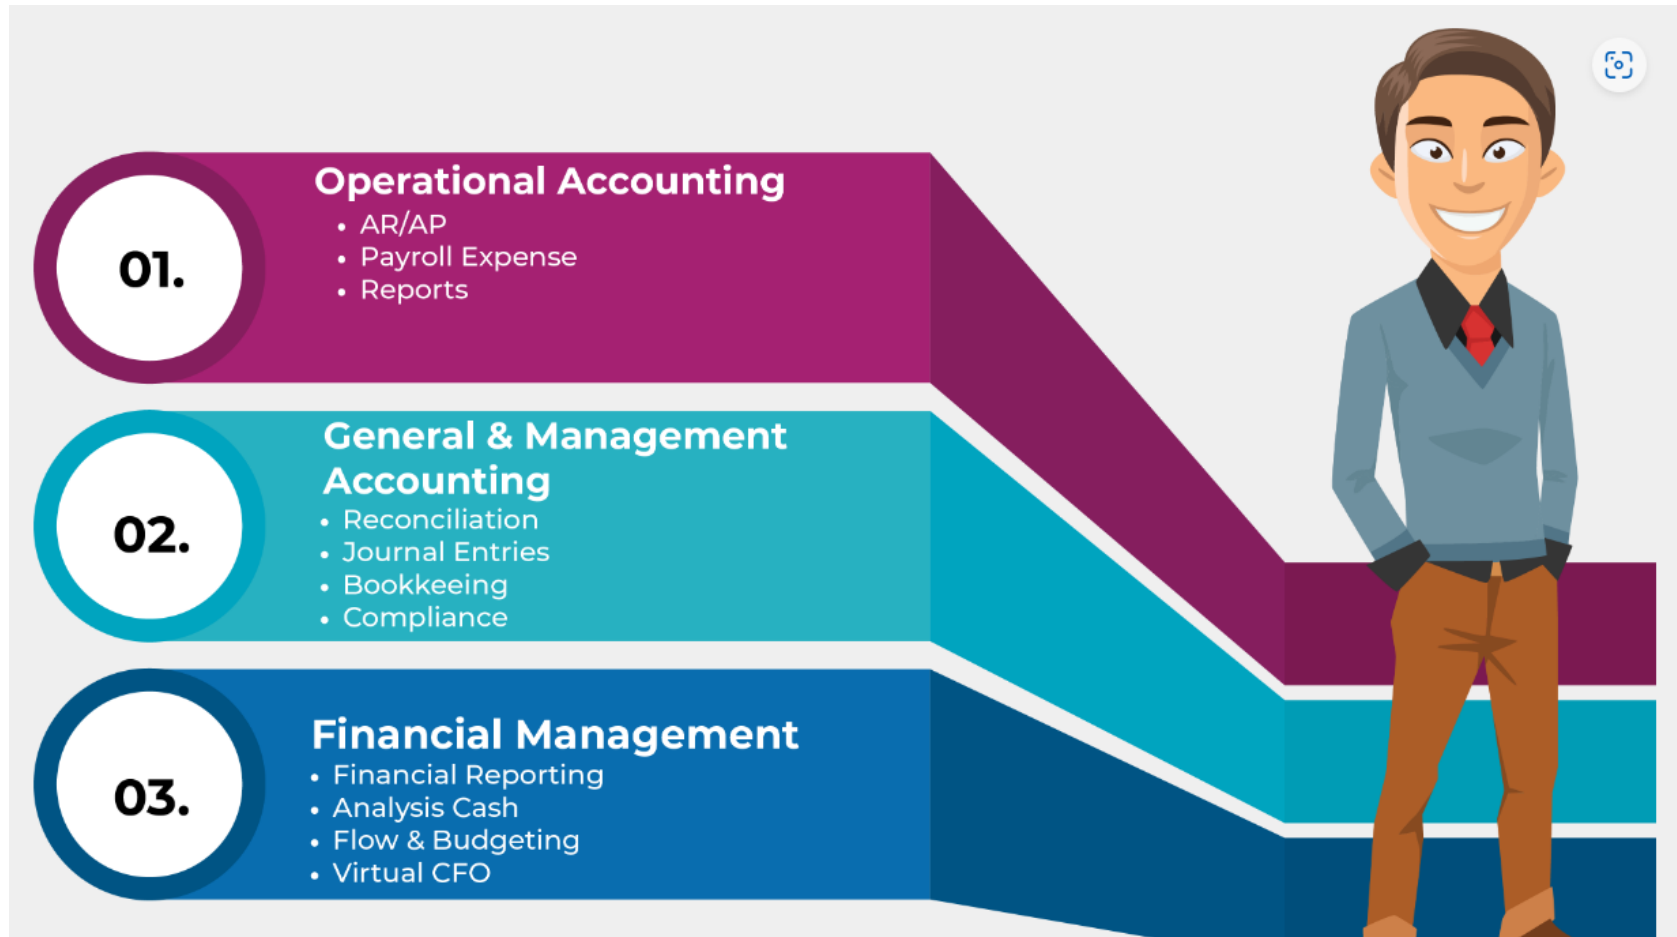 01.
Operational Accounting
• AR/AP
• Payroll Expense
• Reports
02.
General & Management
Accounting
• Reconciliation
• Journal Entries
• Bookkeeing
• Compliance
03.
Financial Management
• Financial Reporting
• Analysis Cash
• Flow & Budgeting
• Virtual CFO